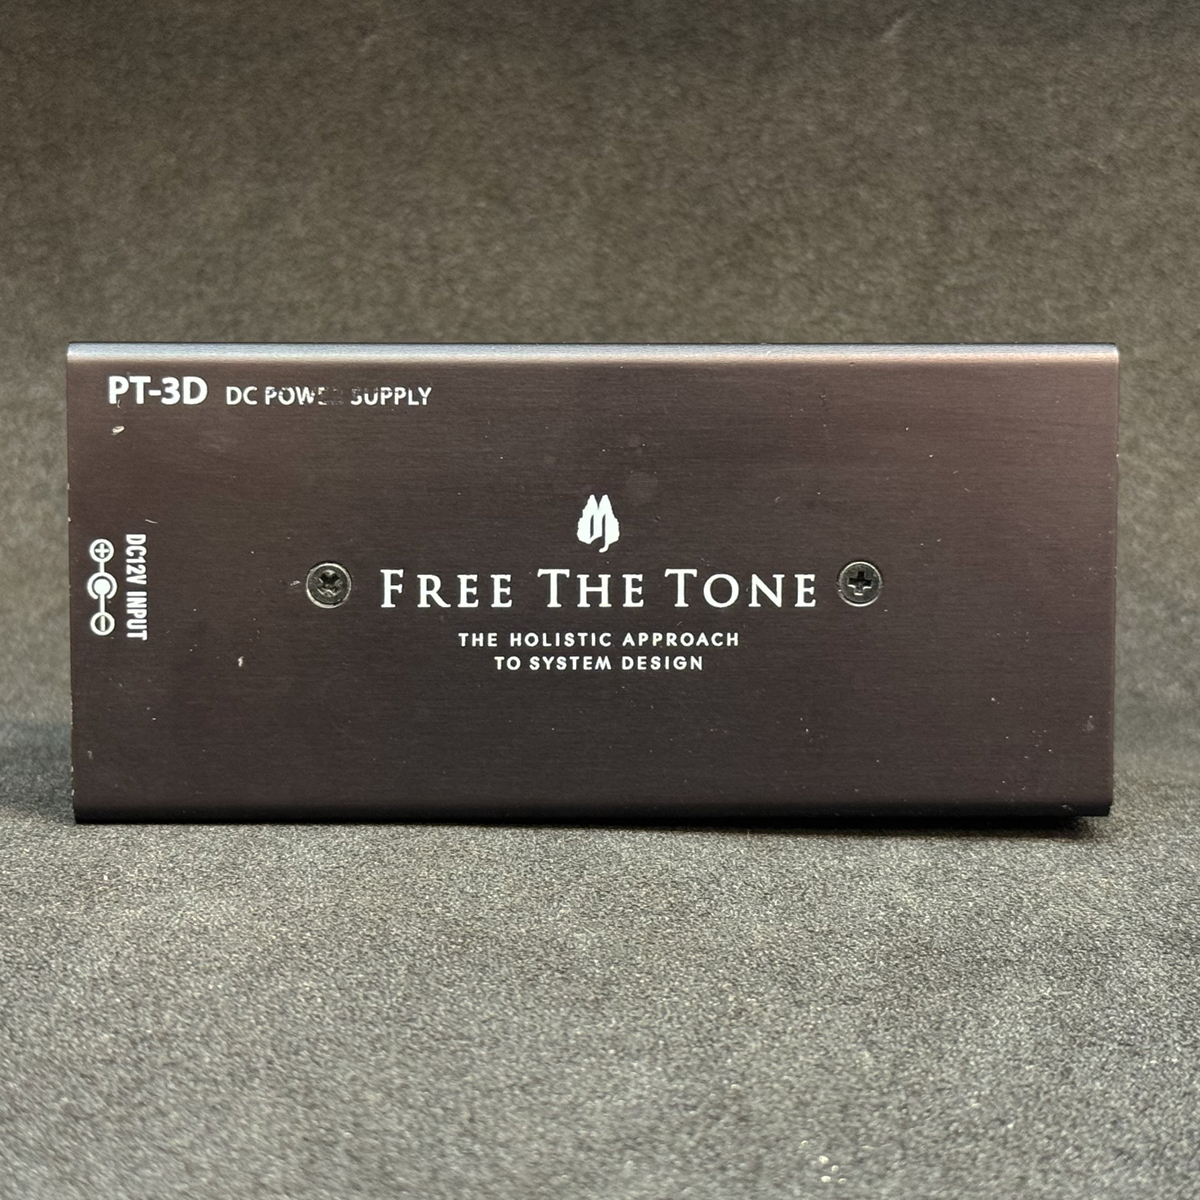 PT-3D DC POWER SUPPLY
DC12V INPUT
FREE THE TONE
THE HOLISTIC APPROACH
TO SYSTEM DESIGN